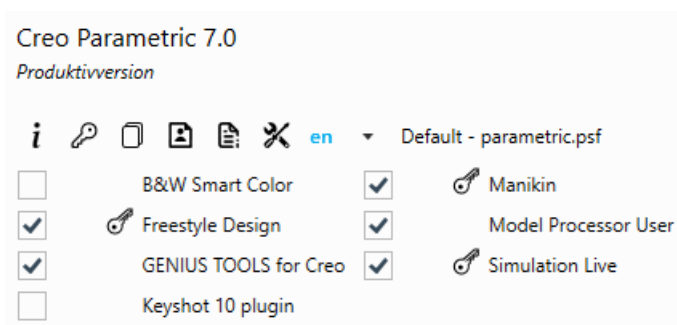 Creo Parametric 7.0
Produktivversion
i en Default - parametric.psf
B&W Smart Color Manikin
Freestyle Design Model Processor User
GENIUS TOOLS for Creo Simulation Live
Keyshot 10 plugin